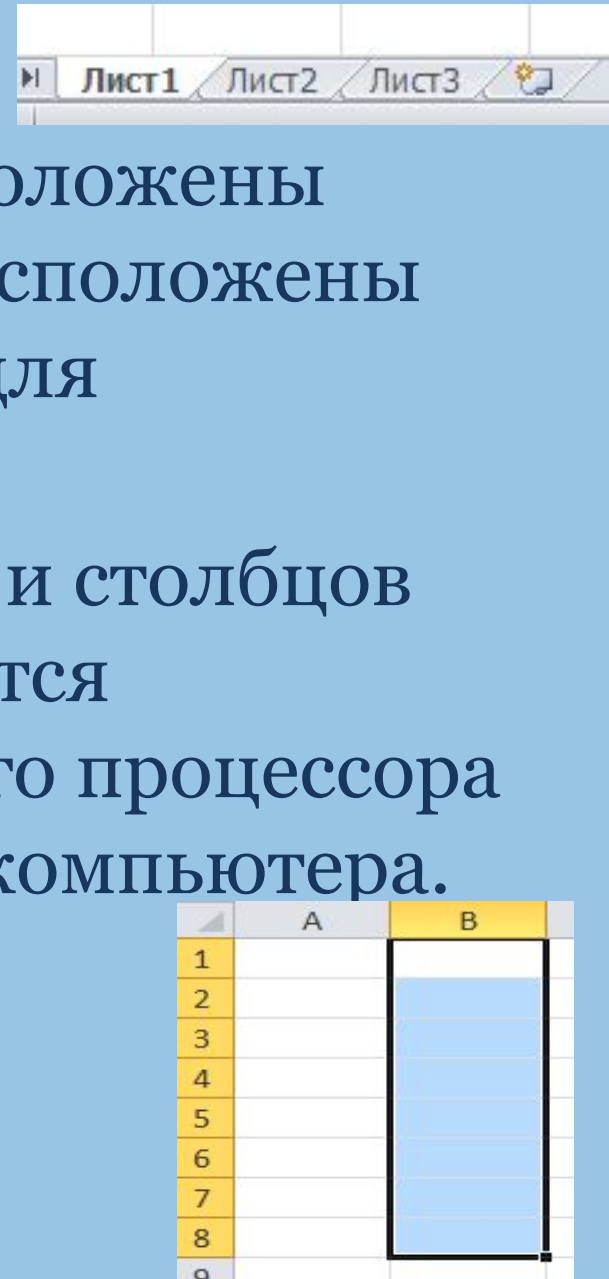 Лист1 Лист2 Лист3
оложены
сположены
для
и столбцов
тся
го процессора
компьютера.
A B
1
2
3
4
5
6
7
8
9